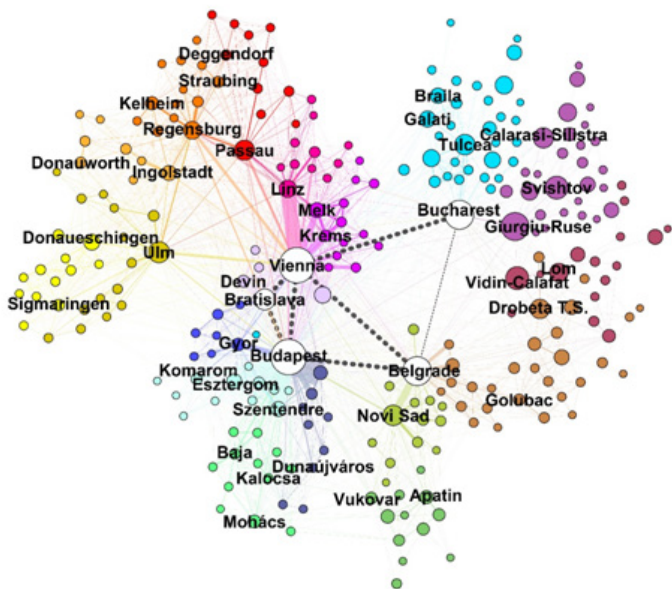 Deggendorf
Straubing
Kelheim
Regensburg
Passau
Donauworth
Ingolstadt
Linz
Melk
Krems
Donaueschingen
Ulm
Sigmaringen
Vienna
Devin
Bratislava
Braila
Galati
Tulcea
Calarasi-Silistra
Svishtov
Bucharest
Giurgiu-Ruse
Lom
Vidin-Calafat
Drobeta T.S.
Gyor
Budapest
Belgrade
Komarom
Esztergom
Szentendre
Novi Sad
Golubac
Baja
Kalocsa
Dunaújváros
Mohács
Vukovar
Apatin